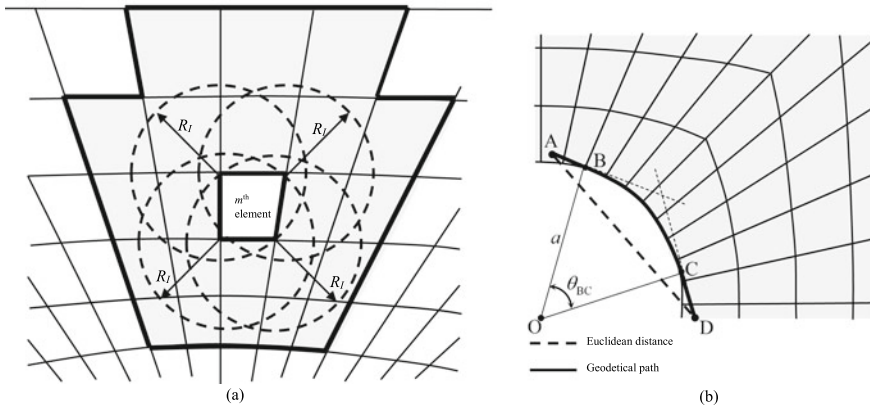 R_I
R_I
m^th
element
R_I
R_I
(a)
A
B
a
C
θ_BC
O
D
Euclidean distance
Geodetical path
(b)